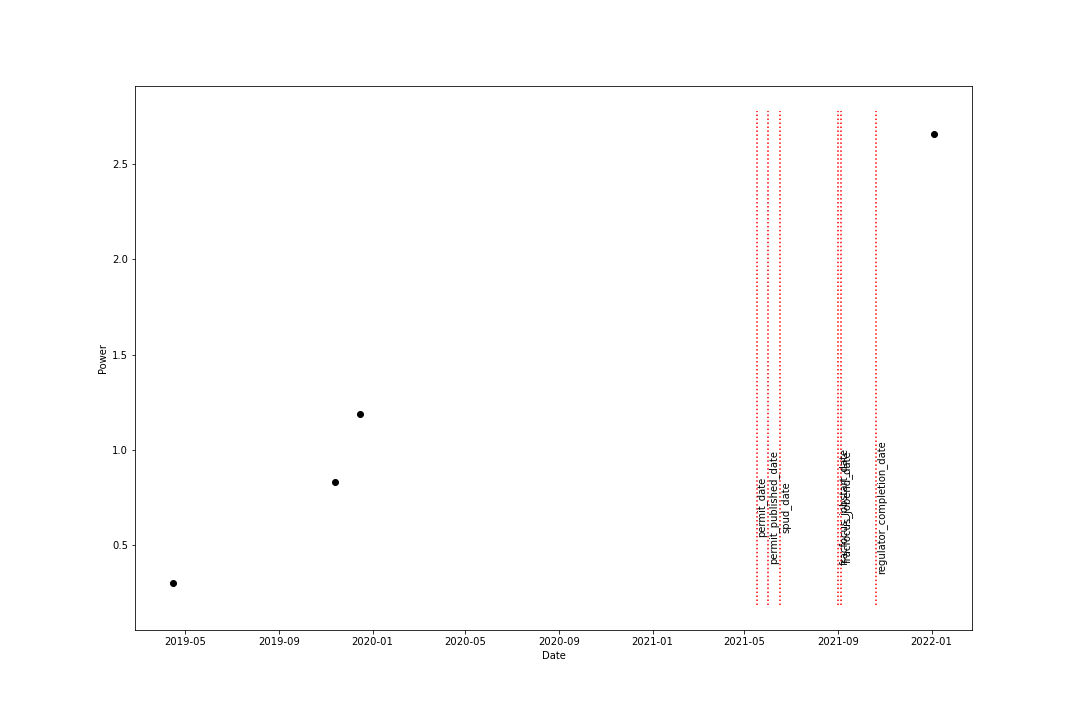 2.5
2.0
1.5
1.0
0.5
Power
permit_date
permit_published_date
spud_date
fracfocus_jobend_date
regulator_completion_date
2019-05
2019-09
2020-01
2020-05
2020-09
2021-01
2021-05
2021-09
2022-01
Date